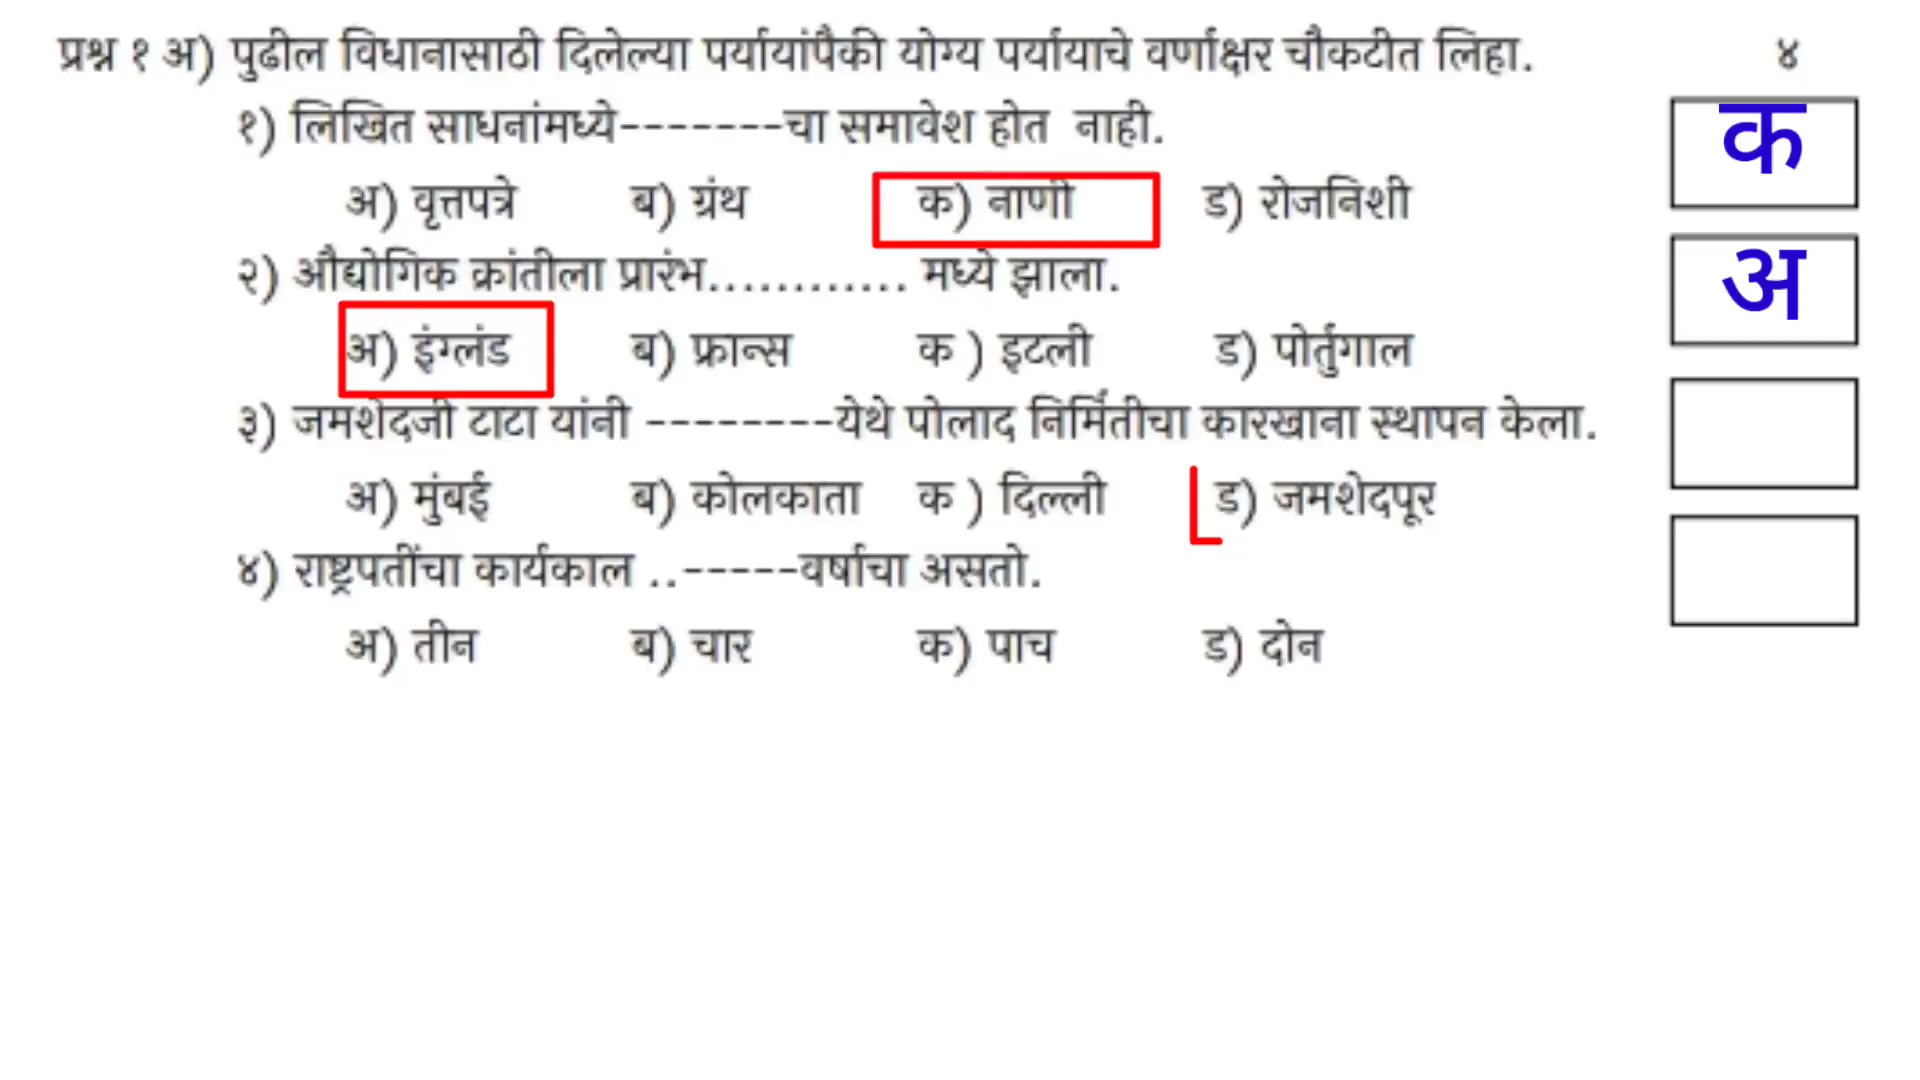 प्रश्न १ अ) पुढील विधानासाठी दिलेल्या पर्यायांपैकी योग्य पर्यायाचे वर्णाक्षर चौकटीत लिहा. ४
१) लिखित साधनांमध्ये-------चा समावेश होत नाही. क
अ) वृत्तपत्रे ब) ग्रंथ क) नाणी ड) रोजनिशी
२) औद्योगिक क्रांतीला प्रारंभ............ मध्ये झाला. अ
अ) इंग्लंड ब) फ्रान्स क ) इटली ड) पोर्तुगाल
३) जमशेदजी टाटा यांनी --------येथे पोलाद निर्मितीचा कारखाना स्थापन केला.
अ) मुंबई ब) कोलकाता क ) दिल्ली ड) जमशेदपूर
४) राष्ट्रपतींचा कार्यकाल ..-----वर्षाचा असतो.
अ) तीन ब) चार क) पाच ड) दोन